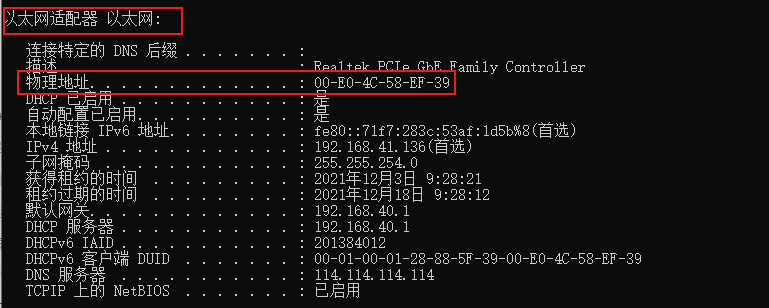 以太网适配器 以太网:
连接特定的 DNS 后缀 . . . . . . . :
描述. . . . . . . . . . . . . . . : Realtek PCIe GbE Family Controller
物理地址. . . . . . . . . . . . . : 00-E0-4C-58-EF-39
DHCP 已启用 . . . . . . . . . . . : 是
自动配置已启用. . . . . . . . . . : 是
本地链接 IPv6 地址. . . . . . . . : fe80::71f7:283c:53af:1d5b%8(首选)
IPv4 地址 . . . . . . . . . . . . : 192.168.41.136(首选)
子网掩码 . . . . . . . . . . . . : 255.255.254.0
获得租约的时间 . . . . . . . . . : 2021年12月3日 9:28:21
租约过期的时间 . . . . . . . . . : 2021年12月18日 9:28:12
默认网关. . . . . . . . . . . . . : 192.168.40.1
DHCP 服务器 . . . . . . . . . . . : 192.168.40.1
DHCPv6 IAID . . . . . . . . . . . : 201384012
DHCPv6 客户端 DUID . . . . . . . : 00-01-00-01-28-88-5F-39-00-E0-4C-58-EF-39
DNS 服务器 . . . . . . . . . . . : 114.114.114.114
TCPIP 上的 NetBIOS . . . . . . . : 已启用